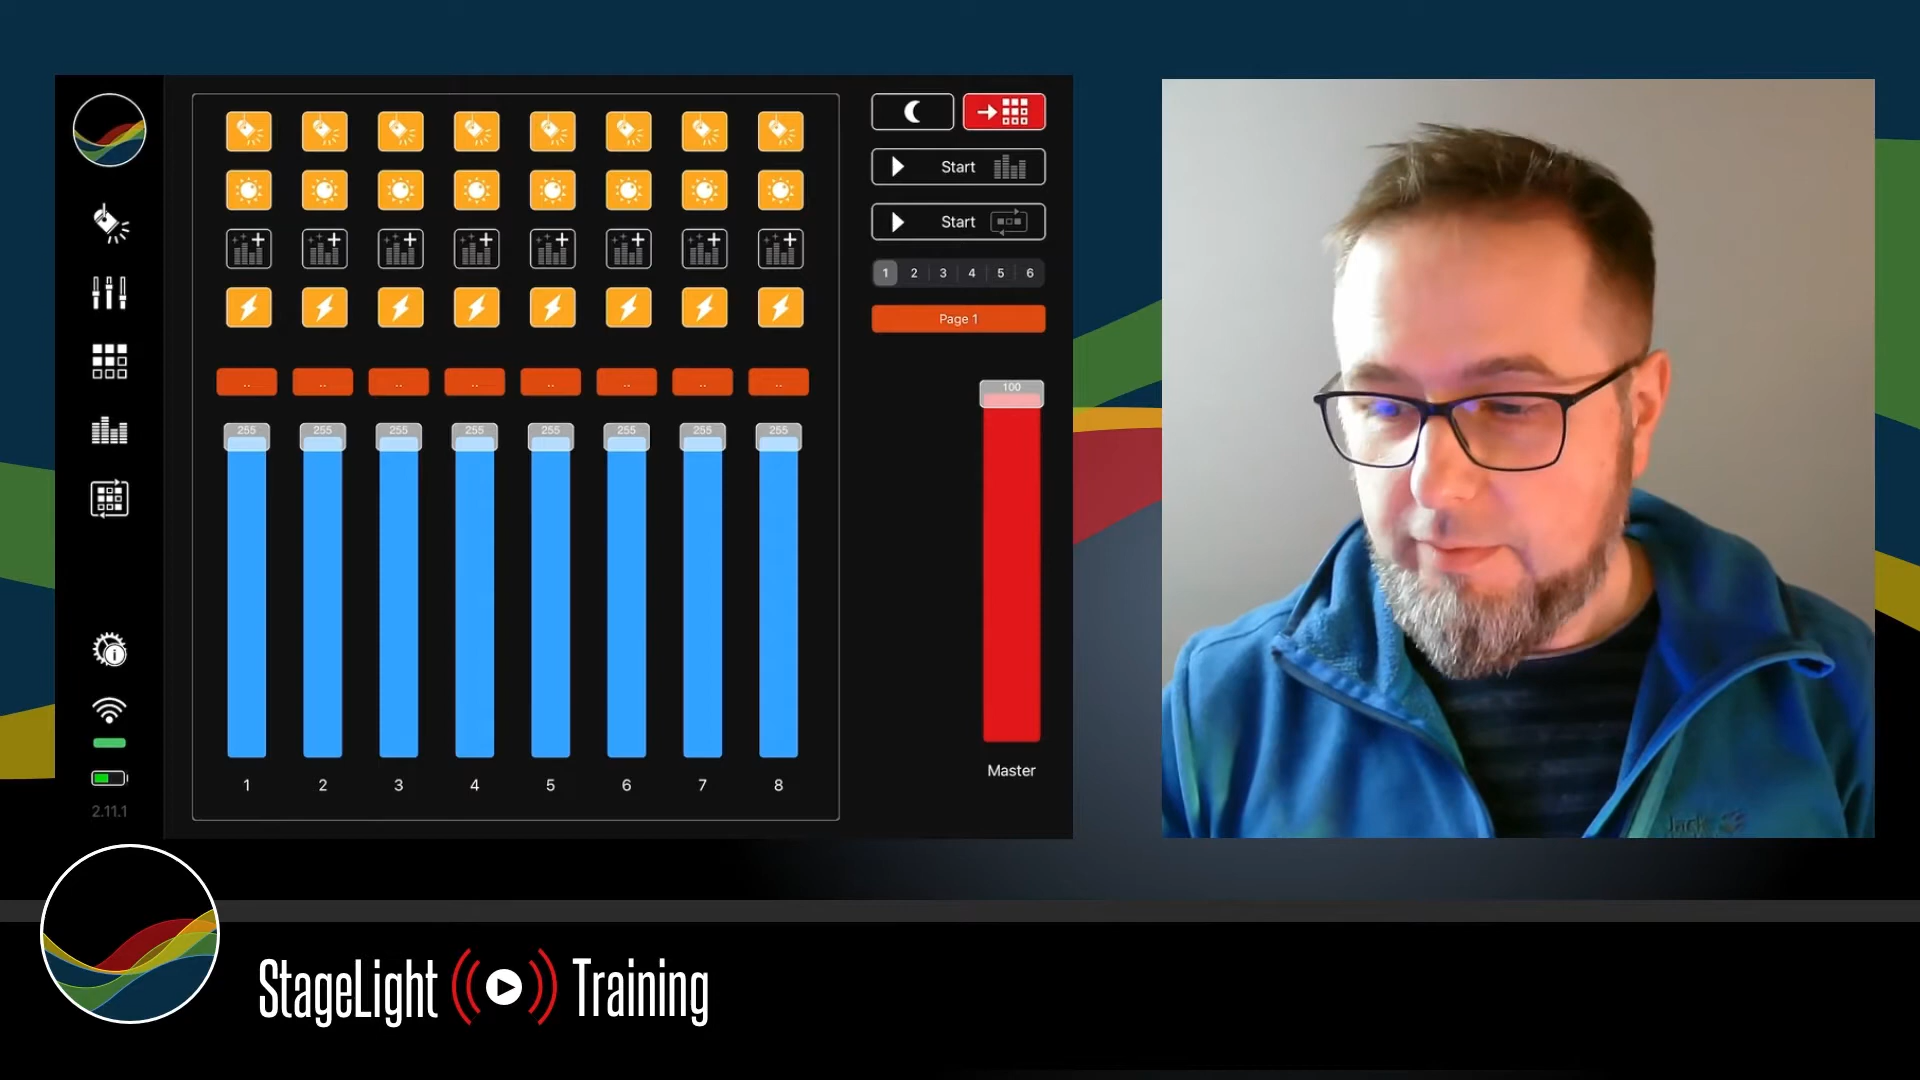 Start
Start
1 2 3 4 5 6
Page 1
.. .. .. .. .. .. .. ..
100
255 255 255 255 255 255 255 255
1 2 3 4 5 6 7 8
Master
2.11.1
Jack
StageLight Training